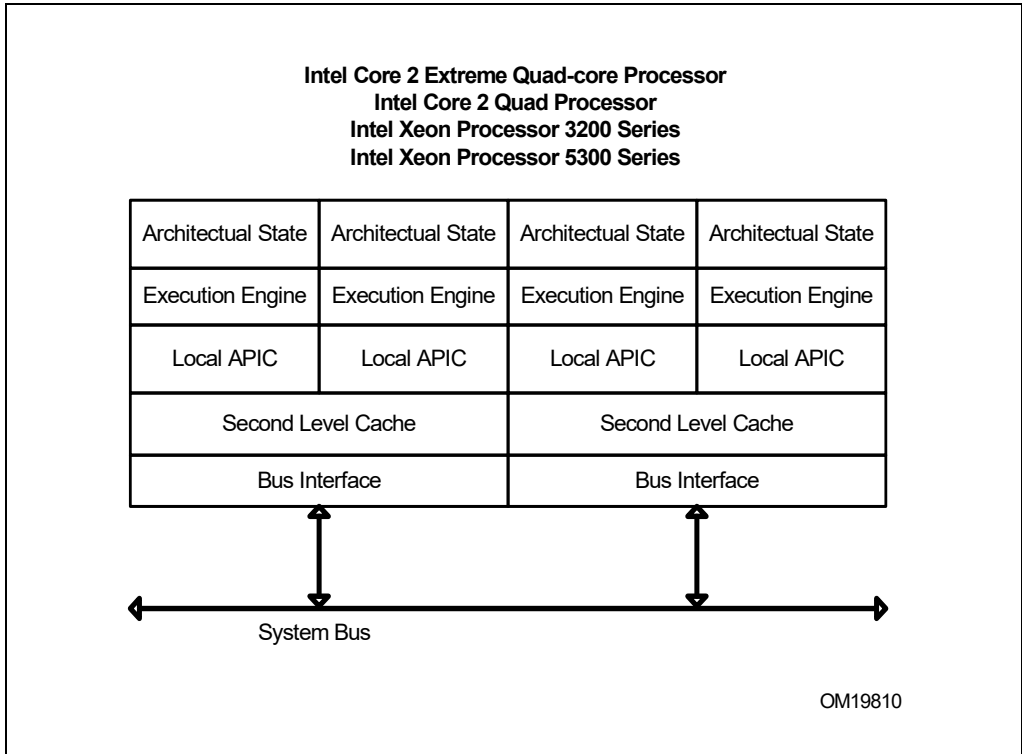 Intel Core 2 Extreme Quad-core Processor
Intel Core 2 Quad Processor
Intel Xeon Processor 3200 Series
Intel Xeon Processor 5300 Series
Architectual State Architectual State Architectual State Architectual State
Execution Engine Execution Engine Execution Engine Execution Engine
Local APIC Local APIC Local APIC Local APIC
Second Level Cache Second Level Cache
Bus Interface Bus Interface
System Bus
OM19810